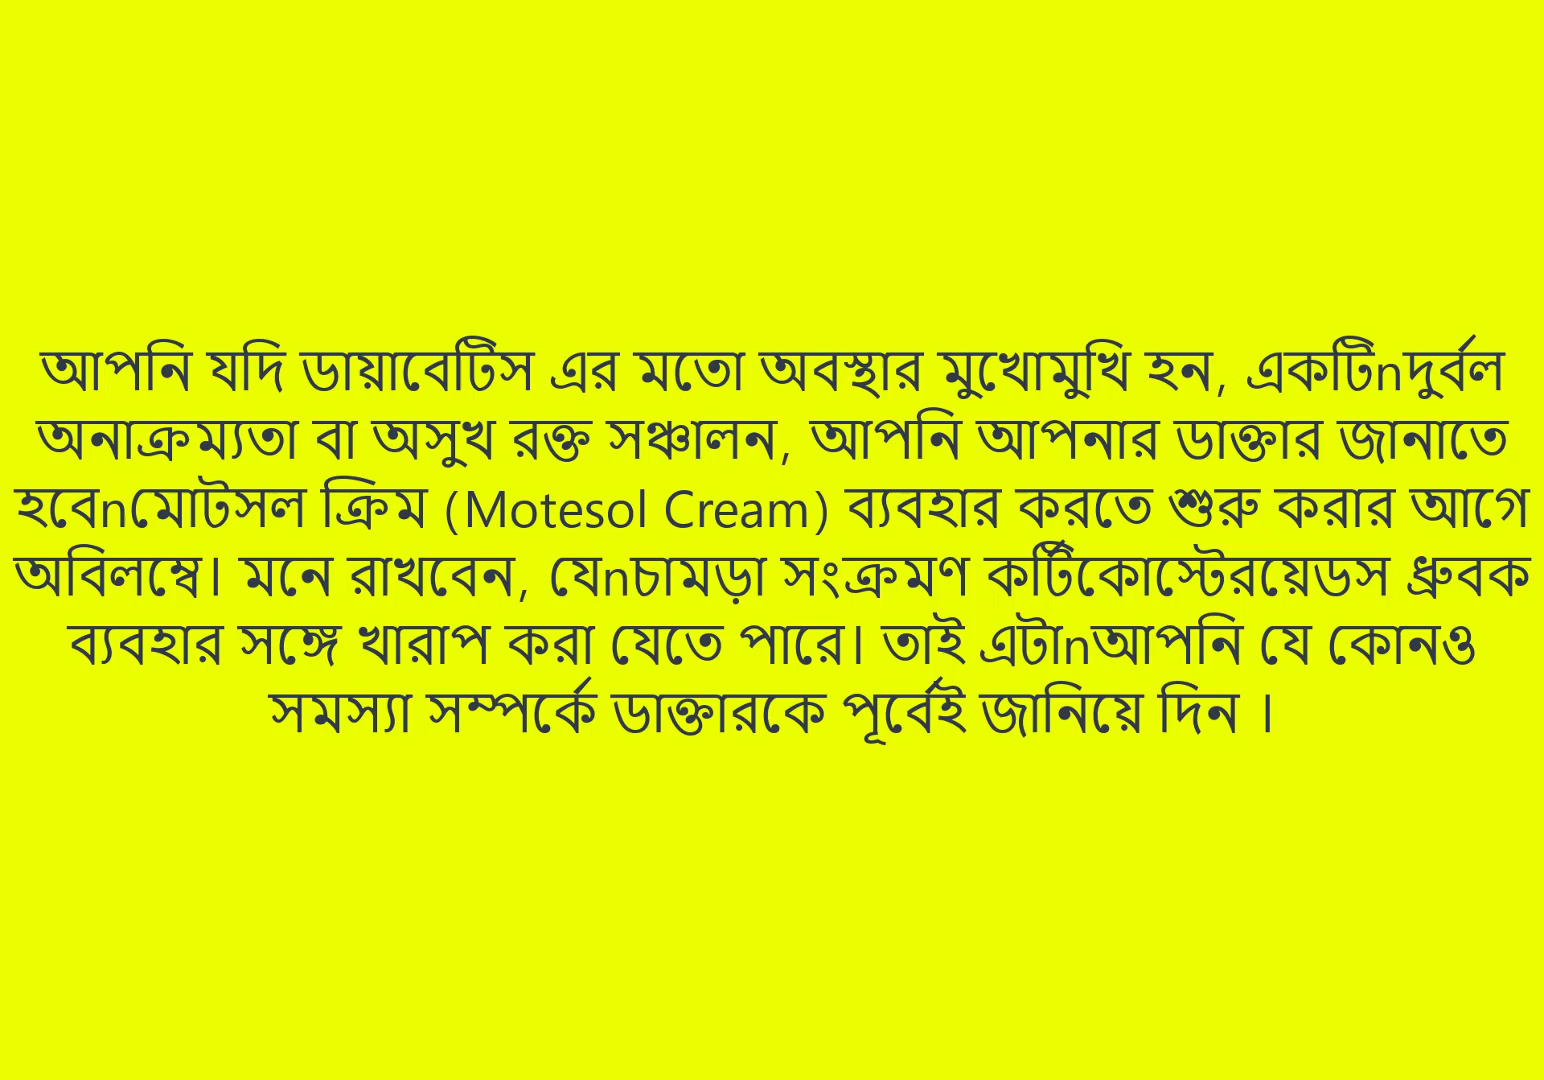 আপনি যদি ডায়াবেটিস এর মতো অবস্থার মুখোমুখি হন, একটিnদুর্বল
অনাক্রম্যতা বা অসুখ রক্ত সঞ্চালন, আপনি আপনার ডাক্তার জানাতে
হবেnমোটসল ক্রিম (Motesol Cream) ব্যবহার করতে শুরু করার আগে
অবিলম্বে। মনে রাখবেন, যেnচামড়া সংক্রমণ কর্টিকোস্টেরয়েডস ধ্রুবক
ব্যবহার সঙ্গে খারাপ করা যেতে পারে। তাই এটাnআপনি যে কোনও
সমস্যা সম্পর্কে ডাক্তারকে পূর্বেই জানিয়ে দিন ।